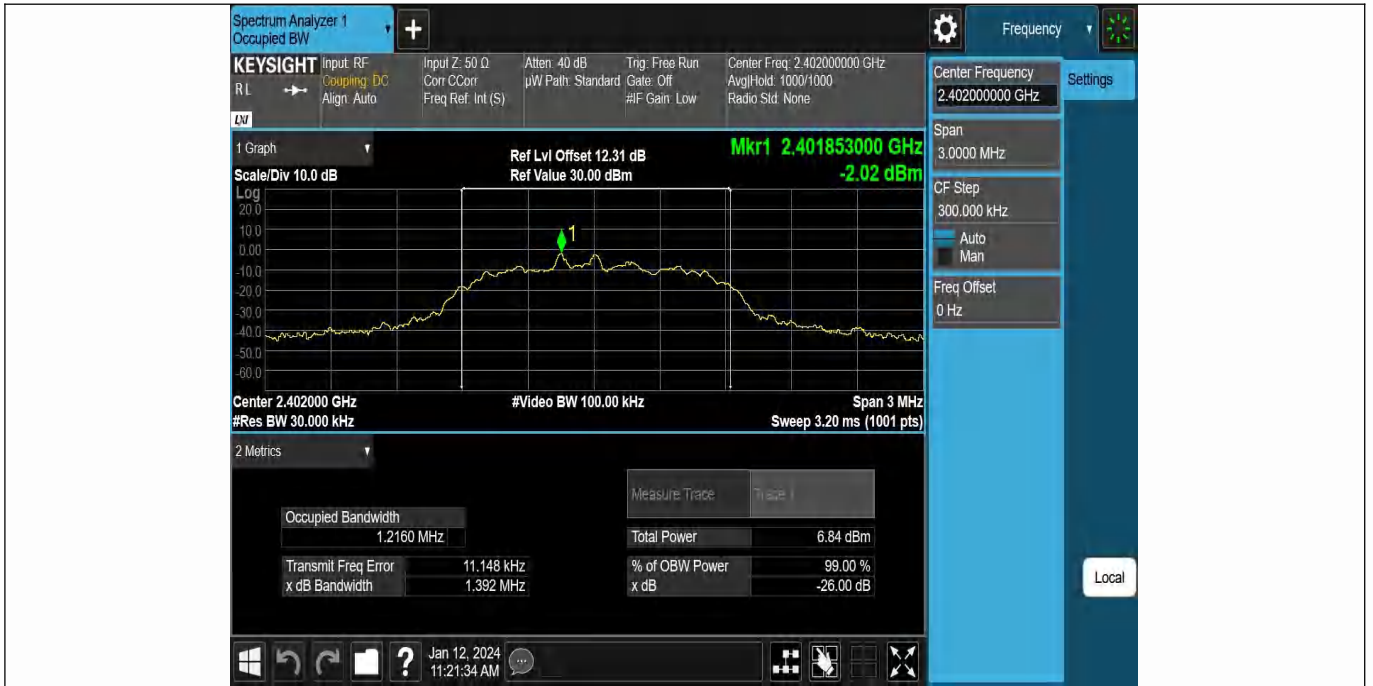 Spectrum Analyzer 1
Occupied BW
+
Frequency
KEYSIGHT
R L
LXI
Input: RF
Coupling: DC
Align: Auto
Input Z: 50 Ω
Corr CCorr
Freq Ref: Int (S)
Atten: 40 dB
µW Path: Standard
Trig: Free Run
Gate: Off
#IF Gain: Low
Center Freq: 2.402000000 GHz
Avg|Hold: 1000/1000
Radio Std: None
Center Frequency
2.402000000 GHz
Settings
Span
3.0000 MHz
CF Step
300.000 kHz
Auto
Man
Freq Offset
0 Hz
1 Graph
Scale/Div 10.0 dB
Ref Lvl Offset 12.31 dB
Ref Value 30.00 dBm
Mkr1 2.401853000 GHz
-2.02 dBm
Log
20.0
10.0
0.00
-10.0
-20.0
-30.0
-40.0
-50.0
-60.0
1
Center 2.402000 GHz
#Res BW 30.000 kHz
#Video BW 100.00 kHz
Span 3 MHz
Sweep 3.20 ms (1001 pts)
2 Metrics
Measure Trace
Trace 1
Occupied Bandwidth
1.2160 MHz
Total Power
6.84 dBm
Transmit Freq Error
11.148 kHz
% of OBW Power
99.00 %
x dB Bandwidth
1.392 MHz
x dB
-26.00 dB
Local
?
Jan 12, 2024
11:21:34 AM